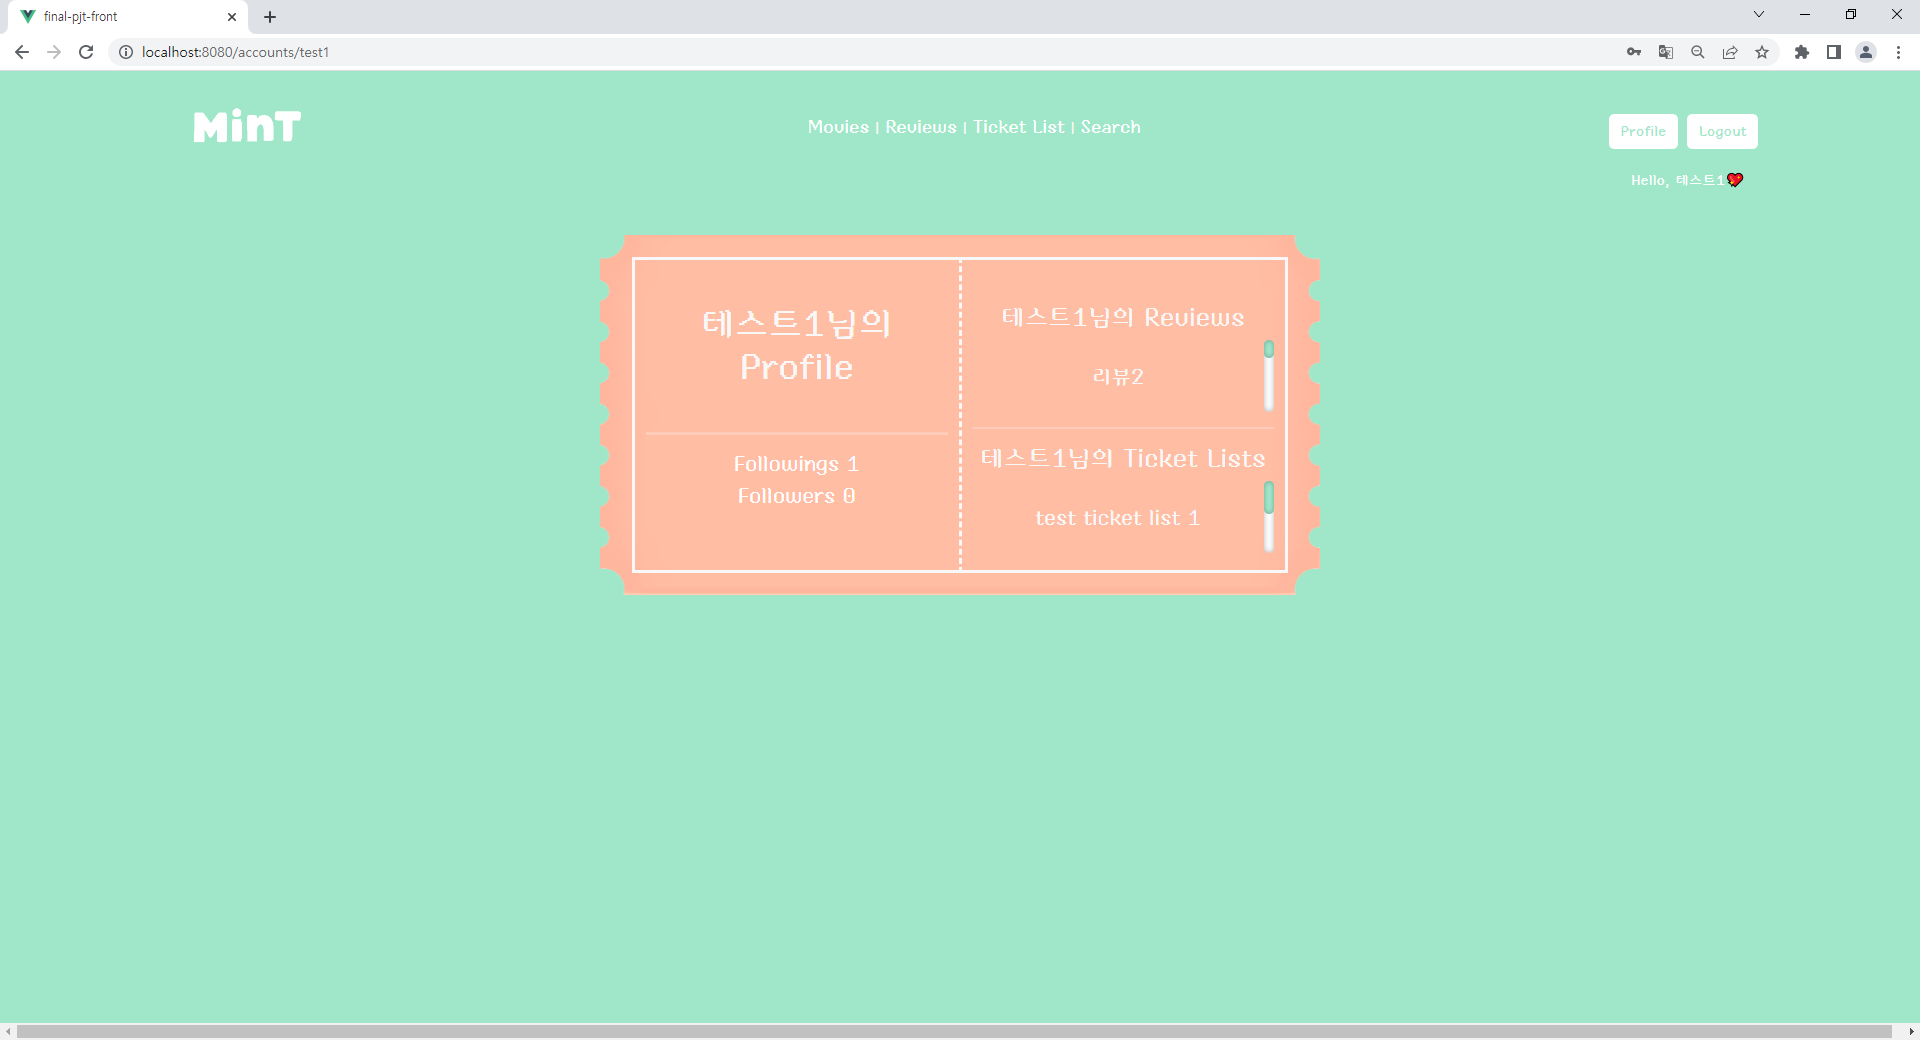 final-pjt-front
localhost:8080/accounts/test1
MinT
Movies | Reviews | Ticket List | Search
Profile
Logout
Hello, 테스트1💘
테스트1님의
Profile
Followings 1
Followers 0
테스트1님의 Reviews
리뷰2
테스트1님의 Ticket Lists
test ticket list 1